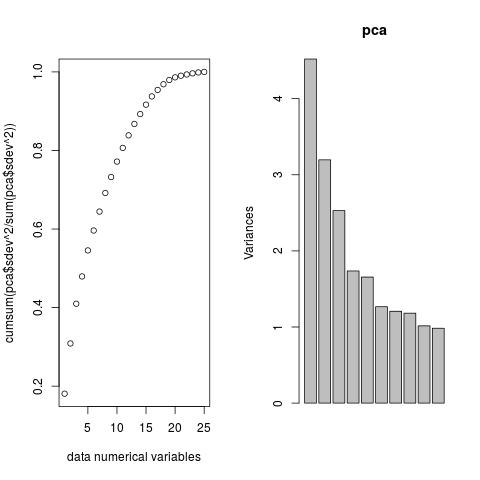 cumsum(pca$sdev^2/sum(pca$sdev^2))
1.0
0.8
0.6
0.4
0.2
5 10 15 20 25
data numerical variables
pca
Variances
4
3
2
1
0